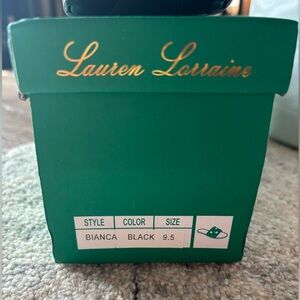 Lauren Lorraine
STYLE COLOR SIZE
BIANCA BLACK 9.5